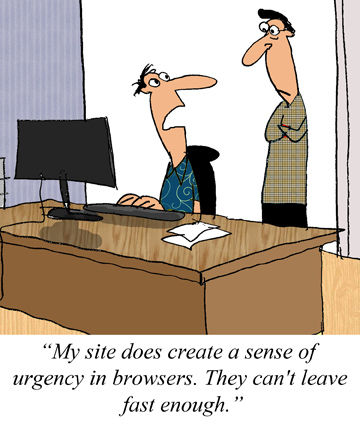 “My site does create a sense of
urgency in browsers. They can't leave
fast enough.”